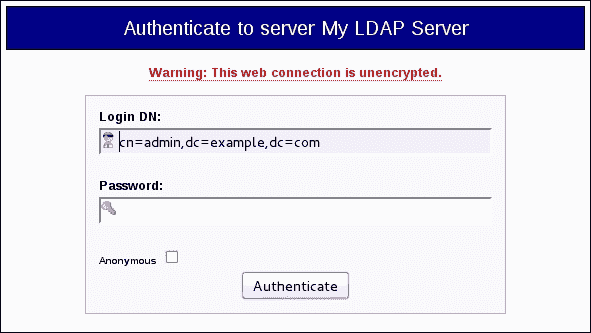 Authenticate to server My LDAP Server
Warning: This web connection is unencrypted.
Login DN:
cn=admin,dc=example,dc=com
Password:
Anonymous
Authenticate